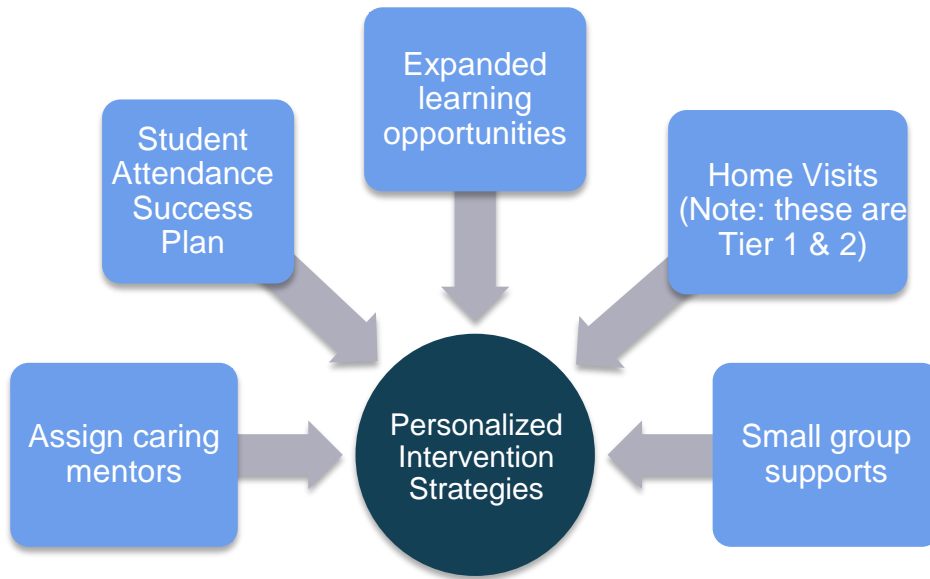 Expanded
learning
opportunities
Student
Attendance
Success
Plan
Home Visits
(Note: these are
Tier 1 & 2)
Assign caring
mentors
Personalized
Intervention
Strategies
Small group
supports